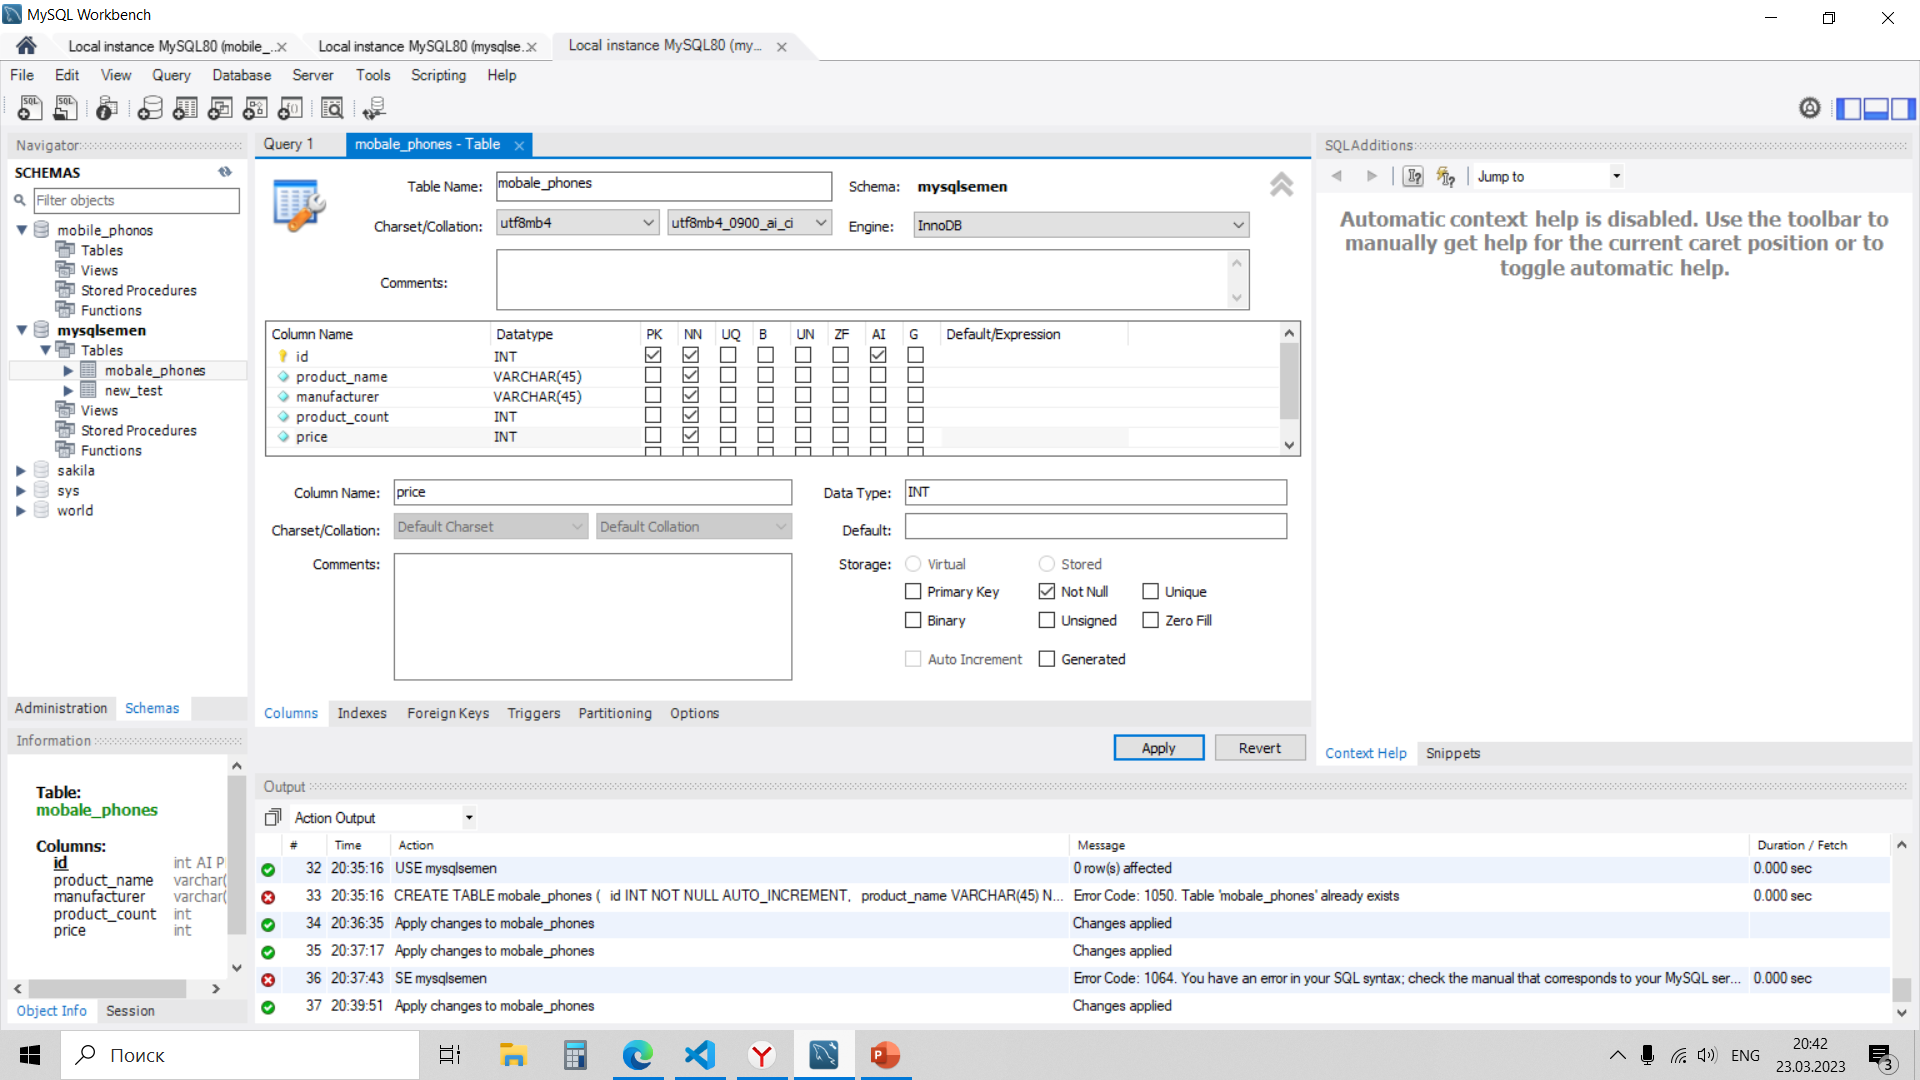 MySQL Workbench
Local instance MySQL80 (mobile_...
Local instance MySQL80 (mysqlse...
Local instance MySQL80 (my...
File Edit View Query Database Server Tools Scripting Help
Navigator
SCHEMAS
Filter objects
mobile_phonos
Tables
Views
Stored Procedures
Functions
mysqlsemen
Tables
mobale_phones
new_test
Views
Stored Procedures
Functions
sakila
sys
world
Administration Schemas
Information
Table:
mobale_phones
Columns:
id int AI P
product_name varchar(
manufacturer varchar(
product_count int
price int
Object Info Session
Query 1
mobale_phones - Table
Table Name: mobale_phones Schema: mysqlsemen
Charset/Collation: utf8mb4 utf8mb4_0900_ai_ci Engine: InnoDB
Comments:
Column Name Datatype PK NN UQ B UN ZF AI G Default/Expression
id INT
product_name VARCHAR(45)
manufacturer VARCHAR(45)
product_count INT
price INT
Column Name: price Data Type: INT
Charset/Collation: Default Charset Default Collation Default:
Comments: Storage: Virtual Stored
Primary Key Not Null Unique
Binary Unsigned Zero Fill
Auto Increment Generated
Columns Indexes Foreign Keys Triggers Partitioning Options
Apply Revert
SQLAdditions
Jump to
Automatic context help is disabled. Use the toolbar to
manually get help for the current caret position or to
toggle automatic help.
Context Help Snippets
Output
Action Output
# Time Action Message Duration / Fetch
32 20:35:16 USE mysqlsemen 0 row(s) affected 0.000 sec
33 20:35:16 CREATE TABLE mobale_phones ( id INT NOT NULL AUTO_INCREMENT, product_name VARCHAR(45) N... Error Code: 1050. Table 'mobale_phones' already exists 0.000 sec
34 20:36:35 Apply changes to mobale_phones Changes applied
35 20:37:17 Apply changes to mobale_phones Changes applied
36 20:37:43 SE mysqlsemen Error Code: 1064. You have an error in your SQL syntax; check the manual that corresponds to your MySQL ser... 0.000 sec
37 20:39:51 Apply changes to mobale_phones Changes applied
Поиск
ENG
20:42
23.03.2023
3